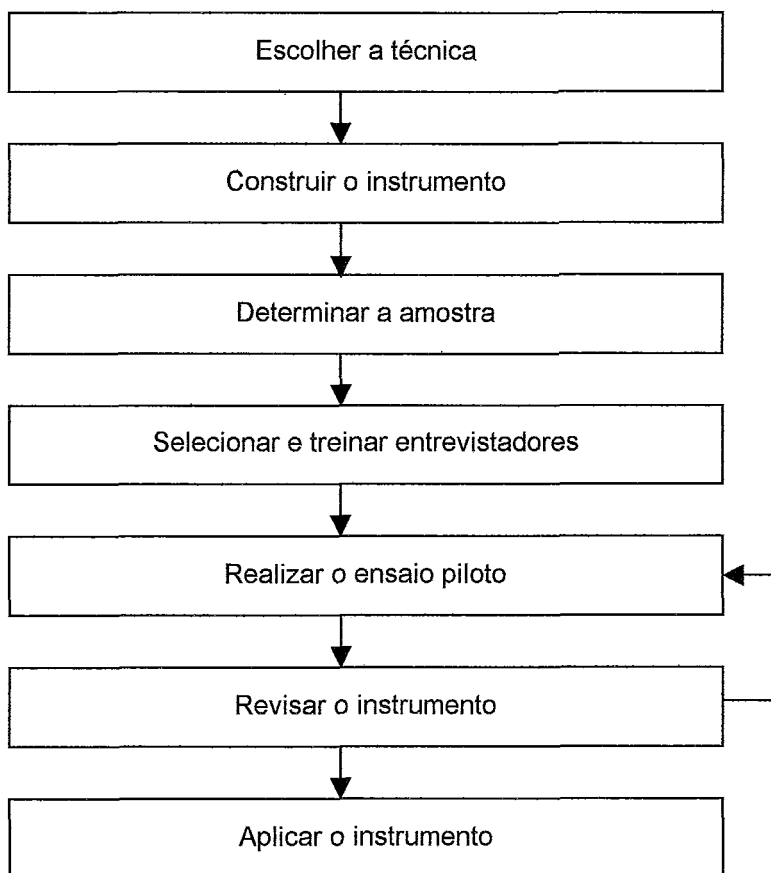 Escolher a técnica
Construir o instrumento
Determinar a amostra
Selecionar e treinar entrevistadores
Realizar o ensaio piloto
Revisar o instrumento
Aplicar o instrumento